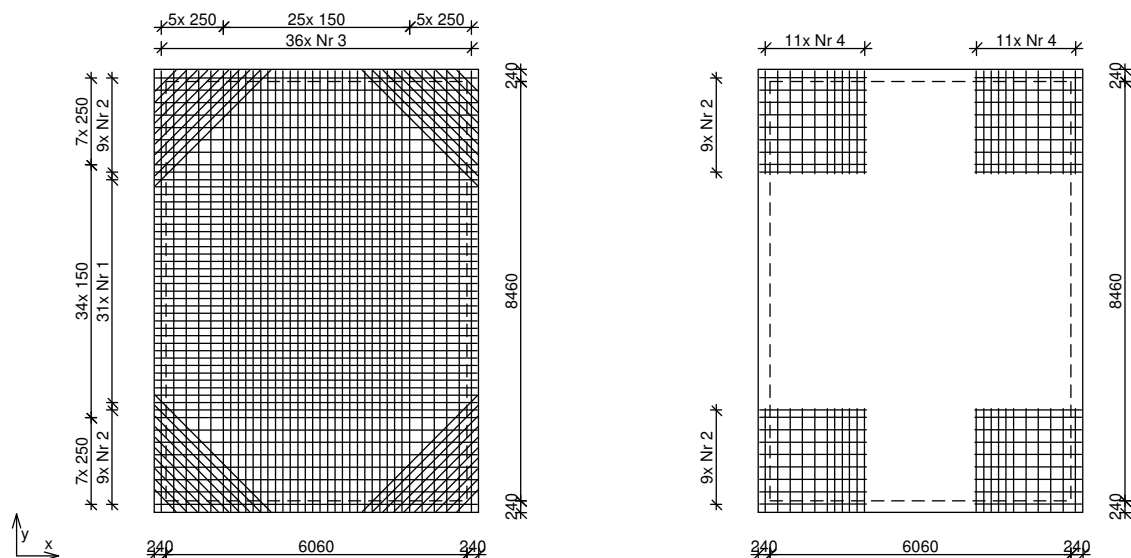 5x 250 25x 150 5x 250
36x Nr 3
11x Nr 4 11x Nr 4
7x 250
9x Nr 2
34x 150
31x Nr 1
7x 250
9x Nr 2
240
8460
240
9x Nr 2
9x Nr 2
240
8460
240
y
x
240 6060 240
240 6060 240